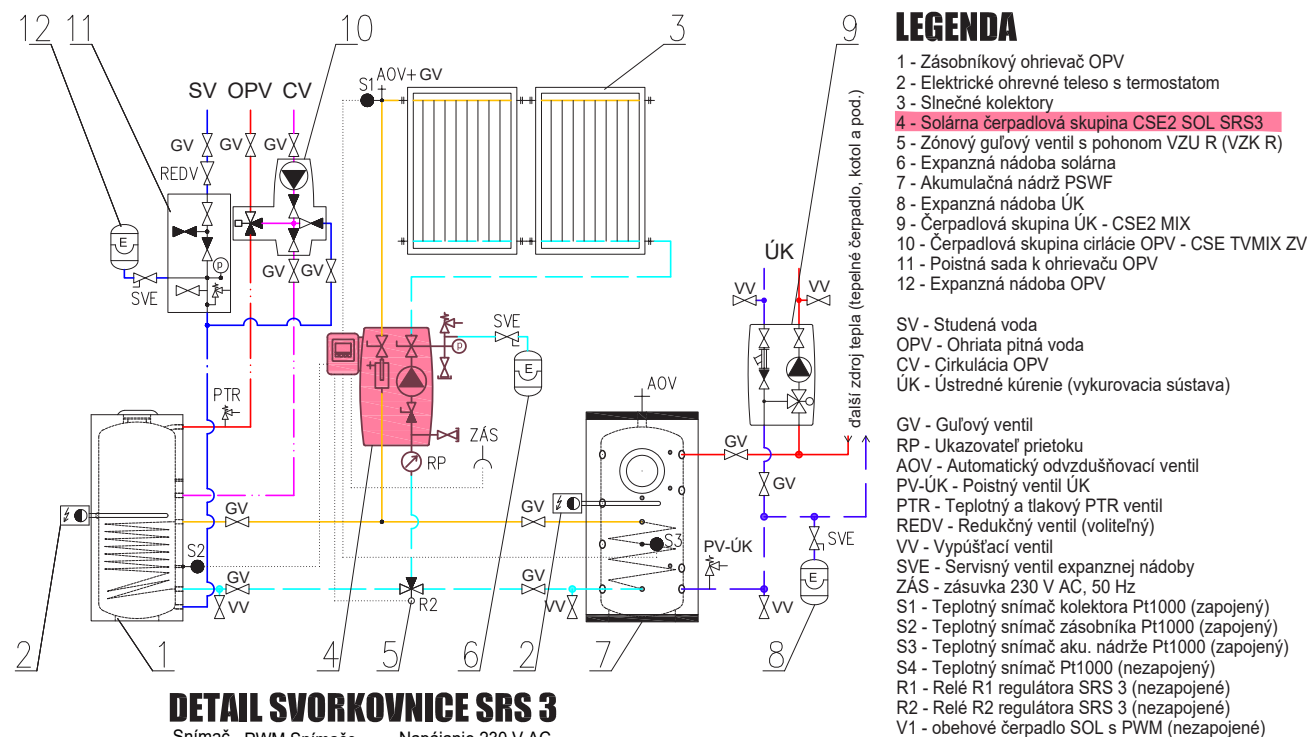 12 11 10 3 9
SV OPV CV
S1 AOV+GV
GV GV GV
REDV
E
P
SVE
GV GV
ÚK
VV VV
SVE
P
E
PTR
AOV
ZÁS
RP
GV
GV
GV GV
S2
S3
PV-ÚK
SVE
GV GV
VV VV VV
R2
E
2 1 4 5 6 2 7 8
ďalší zdroj tepla (tepelné čerpadlo, kotol a pod.)
DETAIL SVORKOVNICE SRS 3
Snímač PWM Snímače Napájanie 230 V AC
LEGENDA
1 - Zásobníkový ohrievač OPV
2 - Elektrické ohrevné teleso s termostatom
3 - Slnečné kolektory
4 - Solárna čerpadlová skupina CSE2 SOL SRS3
5 - Zónový guľový ventil s pohonom VZU R (VZK R)
6 - Expanzná nádoba solárna
7 - Akumulačná nádrž PSWF
8 - Expanzná nádoba ÚK
9 - Čerpadlová skupina ÚK - CSE2 MIX
10 - Čerpadlová skupina cirlácie OPV - CSE TVMIX ZV
11 - Poistná sada k ohrievaču OPV
12 - Expanzná nádoba OPV
SV - Studená voda
OPV - Ohriata pitná voda
CV - Cirkulácia OPV
ÚK - Ústredné kúrenie (vykurovacia sústava)
GV - Guľový ventil
RP - Ukazovateľ prietoku
AOV - Automatický odvzdušňovací ventil
PV-ÚK - Poistný ventil ÚK
PTR - Teplotný a tlakový PTR ventil
REDV - Redukčný ventil (voliteľný)
VV - Vypúšťací ventil
SVE - Servisný ventil expanznej nádoby
ZÁS - zásuvka 230 V AC, 50 Hz
S1 - Teplotný snímač kolektora Pt1000 (zapojený)
S2 - Teplotný snímač zásobníka Pt1000 (zapojený)
S3 - Teplotný snímač aku. nádrže Pt1000 (zapojený)
S4 - Teplotný snímač Pt1000 (nezapojený)
R1 - Relé R1 regulátora SRS 3 (nezapojené)
R2 - Relé R2 regulátora SRS 3 (nezapojené)
V1 - obehové čerpadlo SOL s PWM (nezapojené)